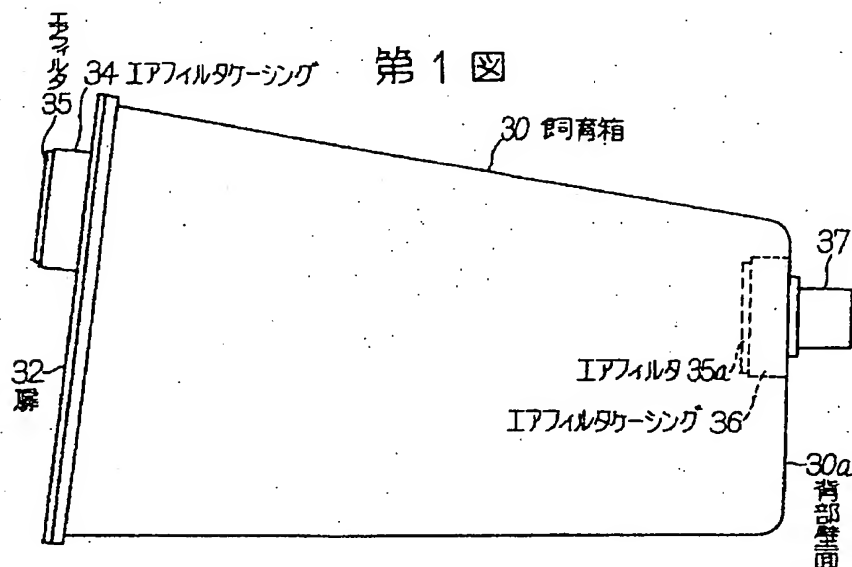 第1図
エアフィルタ
35
34 エアフィルタケーシング
30 飼育箱
37
32
扉
エアフィルタ 35a
エアフィルタケーシング 36
30a
背部壁面